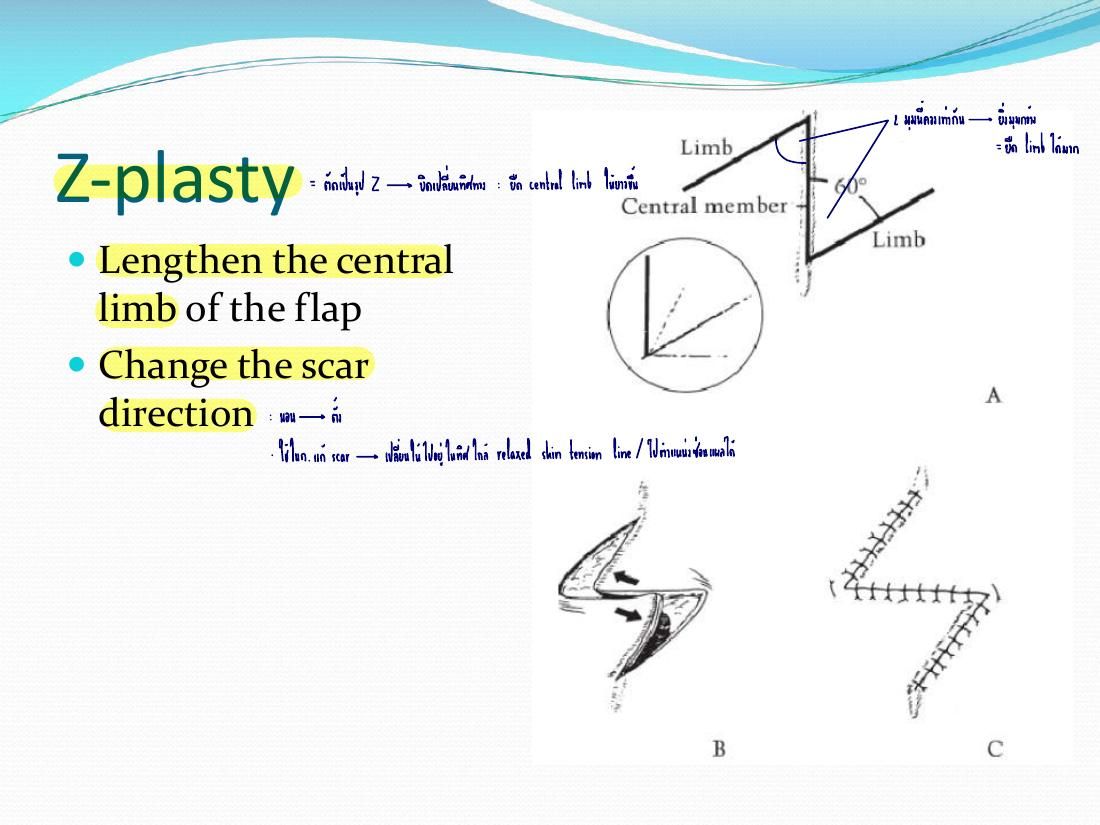 Z-plasty = ตัดเป็นรูป Z → บิดเปลี่ยนทิศทาง : ยืด central limb ให้ยาวขึ้น
• Lengthen the central
limb of the flap
• Change the scar
direction : นอน → ตั้ง
· ใช้ในก. แก้ scar → เปลี่ยนให้ไปอยู่ในทิศใกล้ relaxed skin tension line / ไปตำแหน่งซ่อนแผลได้
2 มุมนี้ควรเท่ากัน → ยิ่งมุมกว้าง
= ยืด limb ได้มาก
Limb
60°
Central member
Limb
A
B
C